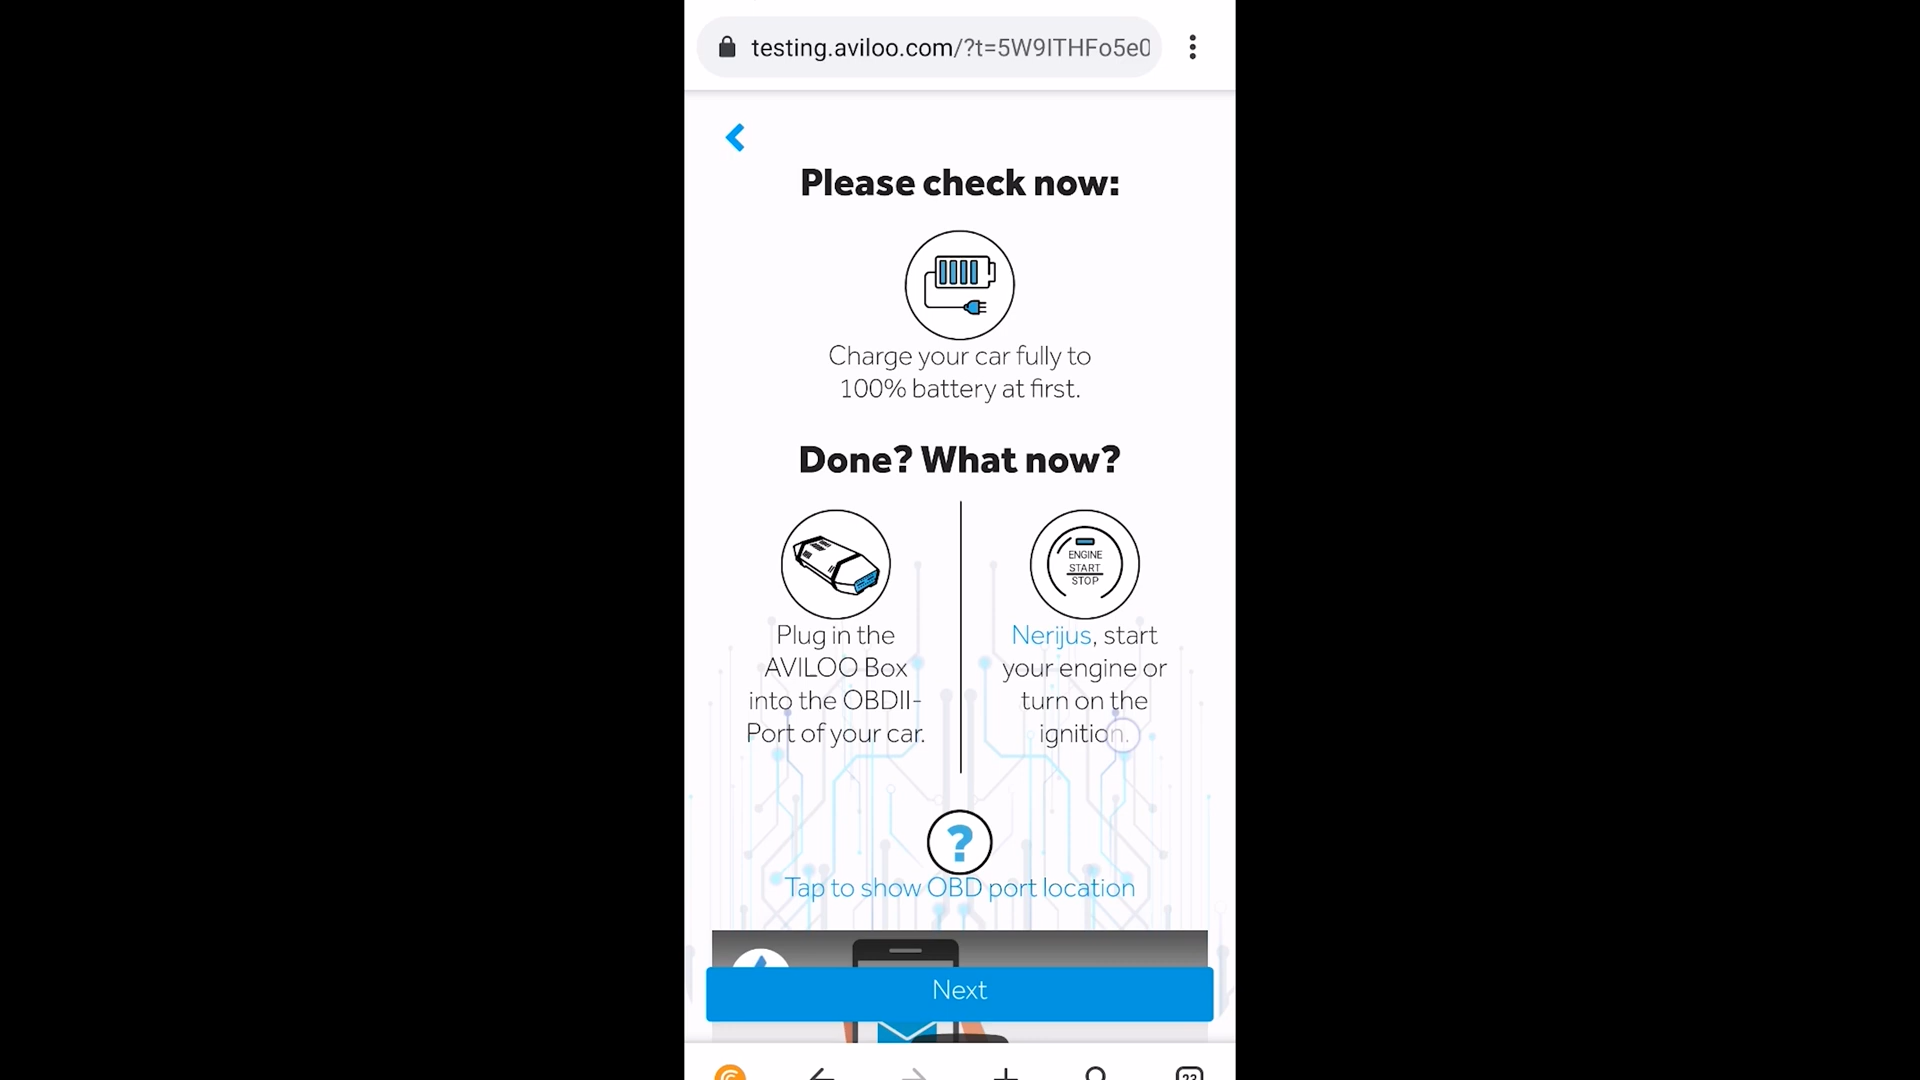 testing.aviloo.com/?t=5W9ITHFo5e0
Please check now:
Charge your car fully to
100% battery at first.
Done? What now?
ENGINE
START
STOP
Plug in the
AVILOO Box
into the OBDII-
Port of your car.
Nerijus, start
your engine or
turn on the
ignition.
?
Tap to show OBD port location
Next
23